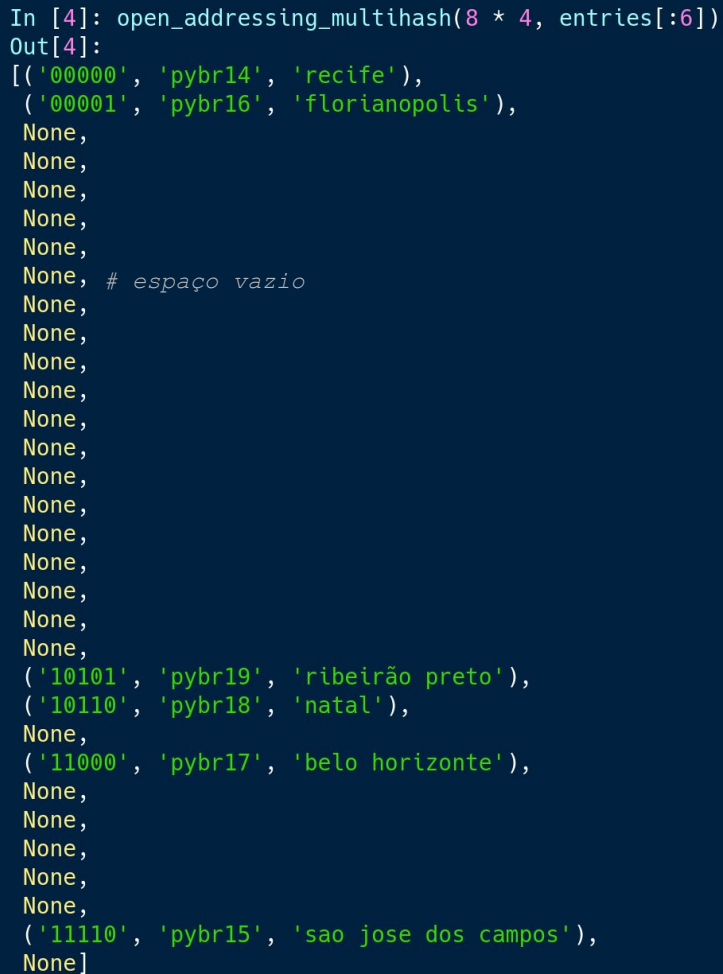 In [4]: open_addressing_multihash(8 * 4, entries[:6])
Out[4]:
[('00000', 'pybr14', 'recife'),
('00001', 'pybr16', 'florianopolis'),
None,
None,
None,
None,
None,
None, # espaço vazio
None,
None,
None,
None,
None,
None,
None,
None,
None,
None,
None,
None,
None,
('10101', 'pybr19', 'ribeirão preto'),
('10110', 'pybr18', 'natal'),
None,
('11000', 'pybr17', 'belo horizonte'),
None,
None,
None,
None,
None,
('11110', 'pybr15', 'sao jose dos campos'),
None]